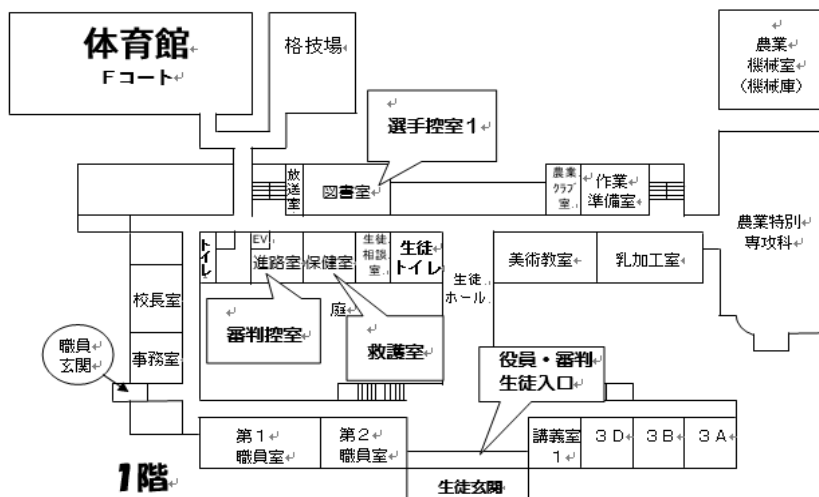 体育館
Fコート
格技場
農業
機械室
(機械庫)
選手控室1
放送室
図書室
農業
クラブ
室
作業
準備室
農業特別
専攻科
トイレ
EV
進路室
保健室
生徒
相談
室
生徒
トイレ
生徒
ホール
美術教室
乳加工室
校長室
事務室
職員
玄関
審判控室
庭
救護室
役員・審判
生徒入口
第1
職員室
第2
職員室
講義室
1
3D
3B
3A
1階
生徒玄関